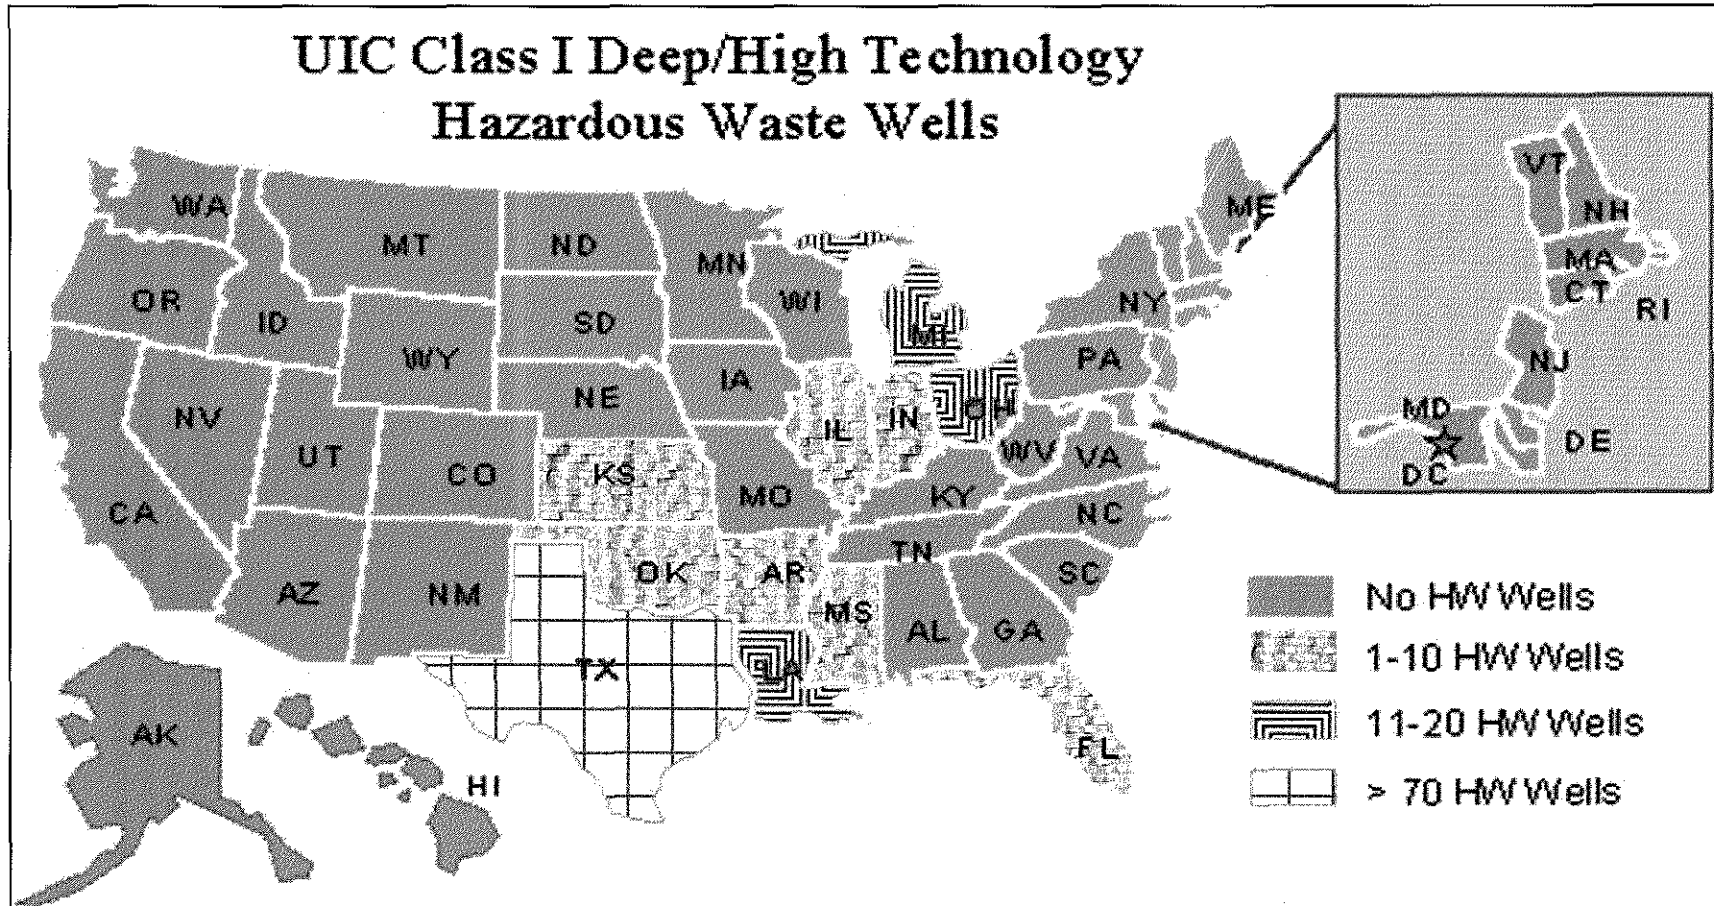 UIC Class I Deep/High Technology
Hazardous Waste Wells
WA
MT
ND
MN
ME
VT
NH
OR
ID
SD
WI
MI
NY
MA
CT
RI
WY
IA
PA
NJ
NV
NE
IL
IN
OH
MD
UT
CO
KS
MO
WV
VA
DE
DC
CA
KY
NC
AZ
NM
OK
AR
TN
SC
MS
AL
GA
TX
LA
FL
AK
HI
No HW Wells
1-10 HW Wells
11-20 HW Wells
> 70 HW Wells